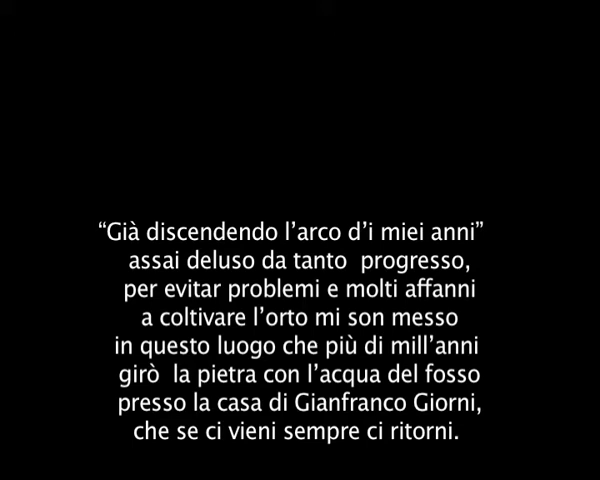 “Già discendendo l’arco d’i miei anni”
assai deluso da tanto progresso,
per evitar problemi e molti affanni
a coltivare l’orto mi son messo
in questo luogo che più di mill’anni
girò la pietra con l’acqua del fosso
presso la casa di Gianfranco Giorni,
che se ci vieni sempre ci ritorni.